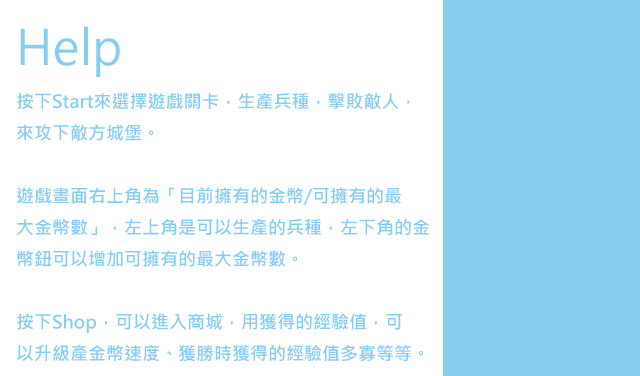 Help
按下Start來選擇遊戲關卡，生產兵種，擊敗敵人，
來攻下敵方城堡。
遊戲畫面右上角為「目前擁有的金幣/可擁有的最
大金幣數」，左上角是可以生產的兵種，左下角的金
幣鈕可以增加可擁有的最大金幣數。
按下Shop，可以進入商城，用獲得的經驗值，可
以升級產金幣速度、獲勝時獲得的經驗值多寡等等。